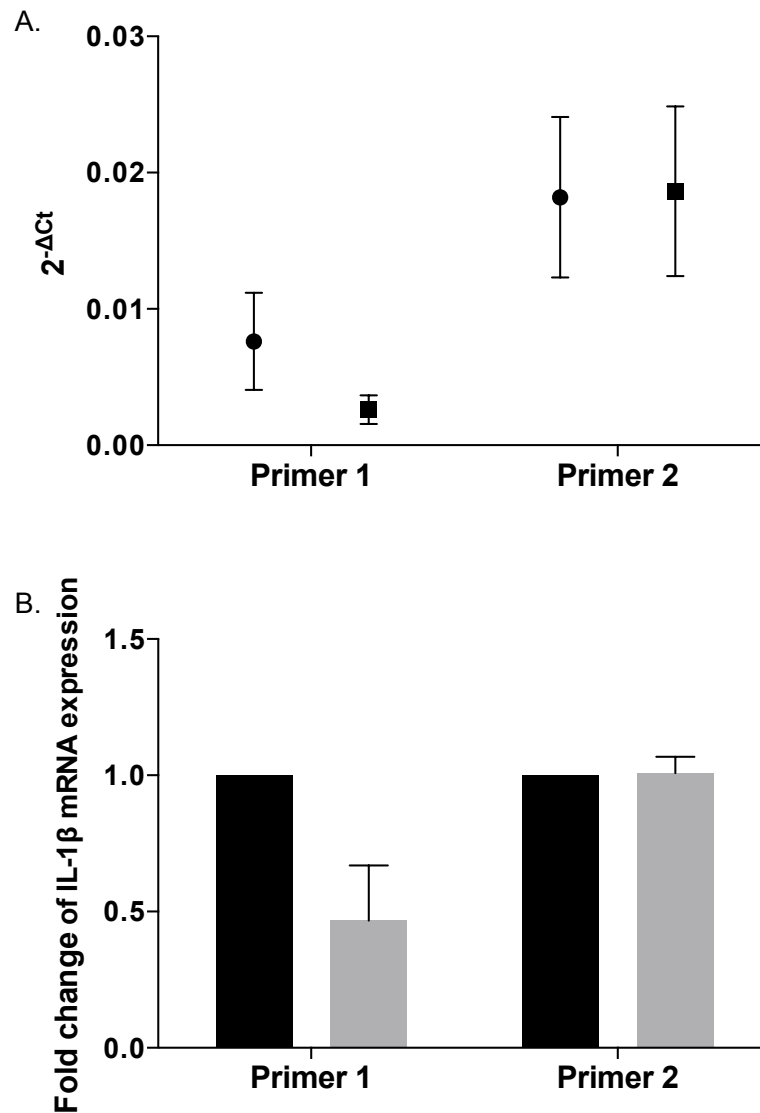 A.
2-ΔCt
0.03
0.02
0.01
0.00
Primer 1 Primer 2
B.
Fold change of IL-1β mRNA expression
1.5
1.0
0.5
0.0
Primer 1 Primer 2